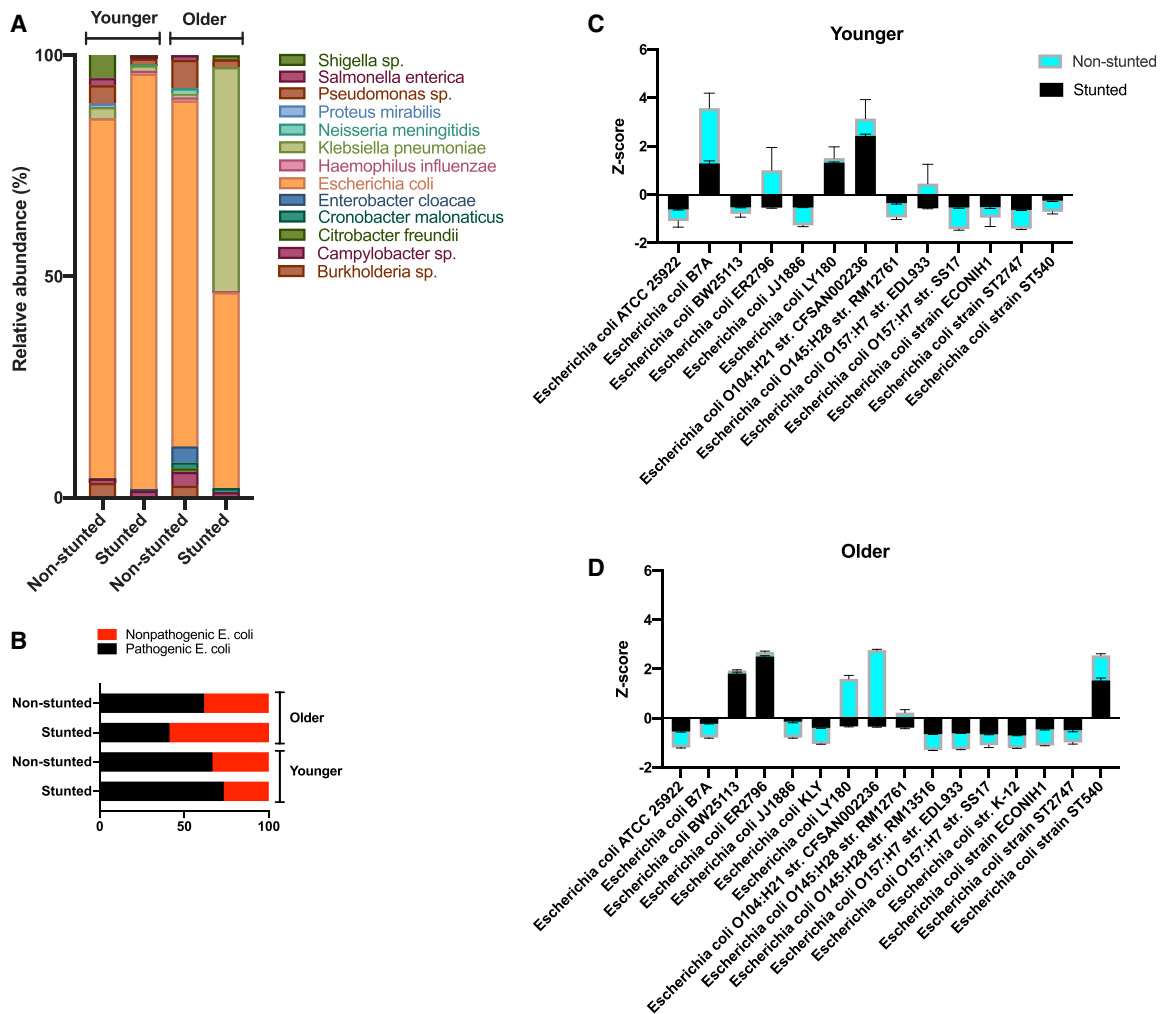 A
Younger
Older
100
50
0
Relative abundance (%)
Non-stunted
Stunted
Non-stunted
Stunted
Shigella sp.
Salmonella enterica
Pseudomonas sp.
Proteus mirabilis
Neisseria meningitidis
Klebsiella pneumoniae
Haemophilus influenzae
Escherichia coli
Enterobacter cloacae
Cronobacter malonaticus
Citrobacter freundii
Campylobacter sp.
Burkholderia sp.
B
Nonpathogenic E. coli
Pathogenic E. coli
Non-stunted
Stunted
Non-stunted
Stunted
Older
Younger
0
50
100
C
Younger
Non-stunted
Stunted
Z-score
6
4
2
0
-2
Escherichia coli ATCC 25922
Escherichia coli B7A
Escherichia coli BW25113
Escherichia coli ER2796
Escherichia coli JJ1886
Escherichia coli LY180
Escherichia coli O104:H21 str. CFSAN002236
Escherichia coli O145:H28 str. RM12761
Escherichia coli O157:H7 str. EDL933
Escherichia coli O157:H7 str. SS17
Escherichia coli strain ECONIH1
Escherichia coli strain ST2747
Escherichia coli strain ST540
D
Older
Z-score
6
4
2
0
-2
Escherichia coli ATCC 25922
Escherichia coli B7A
Escherichia coli BW25113
Escherichia coli ER2796
Escherichia coli JJ1886
Escherichia coli KLY
Escherichia coli LY180
Escherichia coli O104:H21 str. CFSAN002236
Escherichia coli O145:H28 str. RM12761
Escherichia coli O145:H28 str. RM13516
Escherichia coli O157:H7 str. EDL933
Escherichia coli O157:H7 str. SS17
Escherichia coli str. K-12
Escherichia coli strain ECONIH1
Escherichia coli strain ST2747
Escherichia coli strain ST540